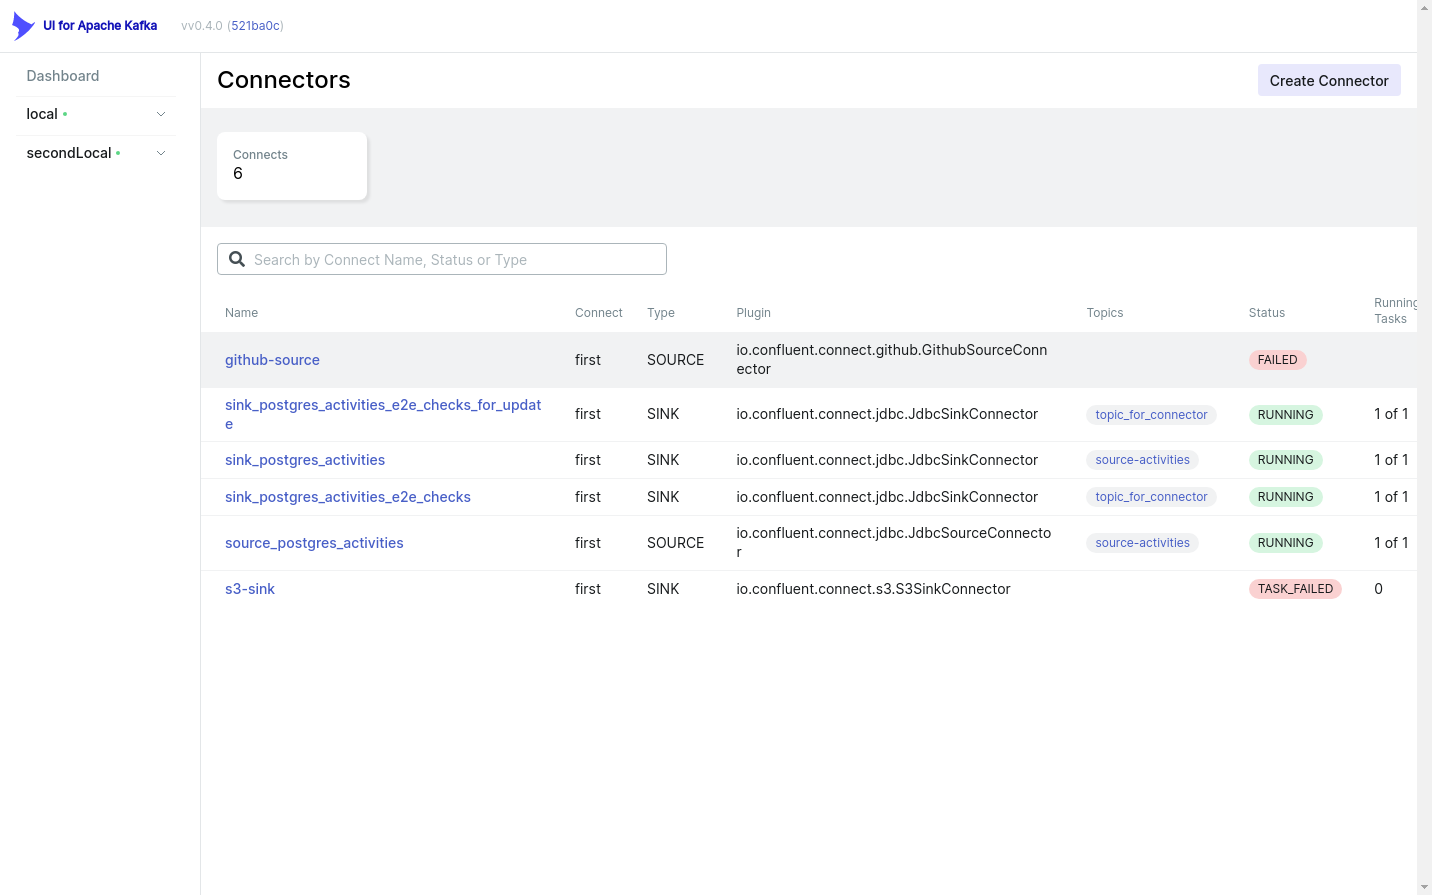 UI for Apache Kafka vv0.4.0 (521ba0c)
Dashboard
local
secondLocal
Connectors
Create Connector
Connects
6
Search by Connect Name, Status or Type
Name Connect Type Plugin Topics Status Running
Tasks
github-source first SOURCE io.confluent.connect.github.GithubSourceConn
ector FAILED
sink_postgres_activities_e2e_checks_for_updat
e first SINK io.confluent.connect.jdbc.JdbcSinkConnector topic_for_connector RUNNING 1 of 1
sink_postgres_activities first SINK io.confluent.connect.jdbc.JdbcSinkConnector source-activities RUNNING 1 of 1
sink_postgres_activities_e2e_checks first SINK io.confluent.connect.jdbc.JdbcSinkConnector topic_for_connector RUNNING 1 of 1
source_postgres_activities first SOURCE io.confluent.connect.jdbc.JdbcSourceConnecto
r source-activities RUNNING 1 of 1
s3-sink first SINK io.confluent.connect.s3.S3SinkConnector TASK_FAILED 0